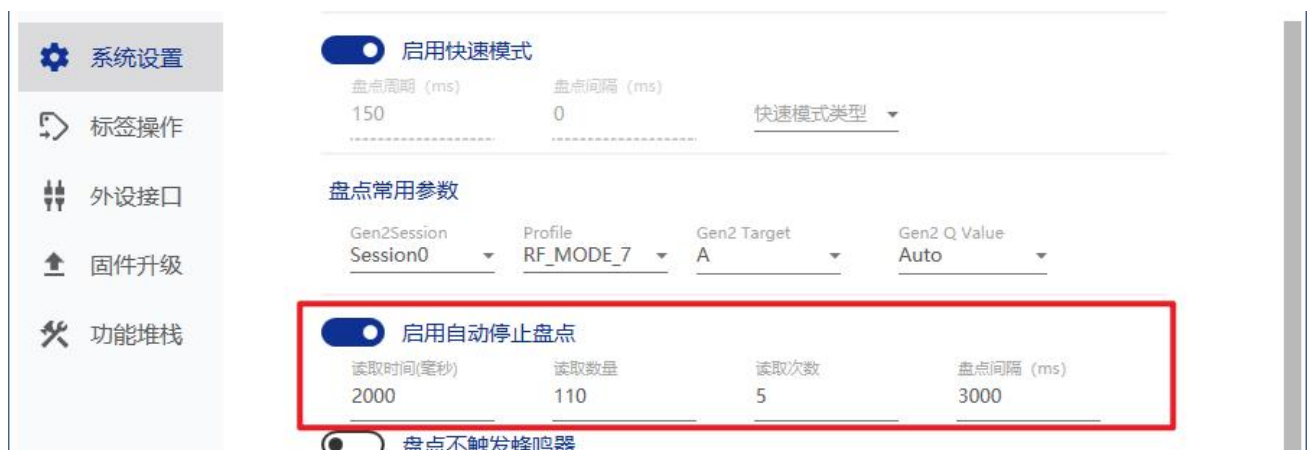 系统设置
标签操作
外设接口
固件升级
功能堆栈
启用快速模式
盘点周期（ms） 盘点间隔（ms）
150 0 快速模式类型
盘点常用参数
Gen2Session Profile Gen2 Target Gen2 Q Value
Session0 RF_MODE_7 A Auto
启用自动停止盘点
读取时间(毫秒) 读取数量 读取次数 盘点间隔（ms）
2000 110 5 3000
盘点不触发蜂鸣器